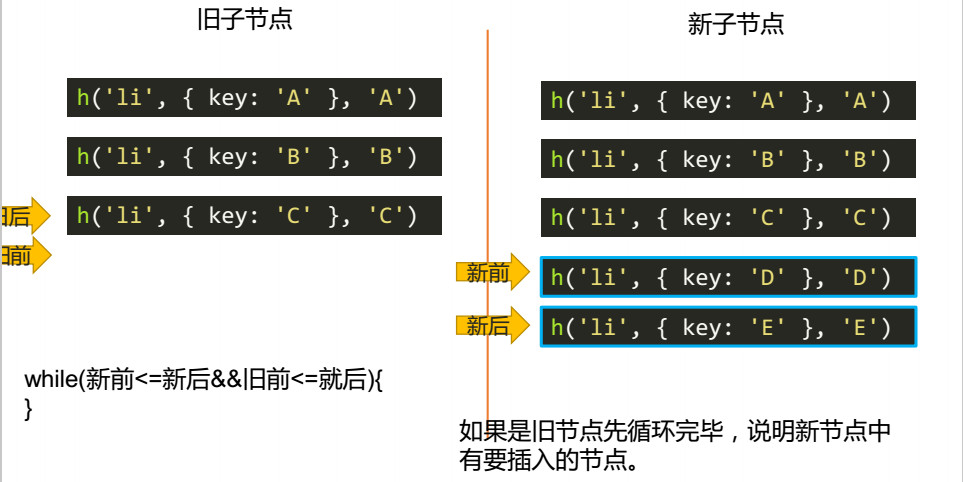 旧子节点
新子节点
h('li', { key: 'A' }, 'A')
h('li', { key: 'B' }, 'B')
旧后
h('li', { key: 'C' }, 'C')
旧前
h('li', { key: 'A' }, 'A')
h('li', { key: 'B' }, 'B')
h('li', { key: 'C' }, 'C')
新前
h('li', { key: 'D' }, 'D')
新后
h('li', { key: 'E' }, 'E')
while(新前<=新后&&旧前<=就后){
}
如果是旧节点先循环完毕，说明新节点中
有要插入的节点。